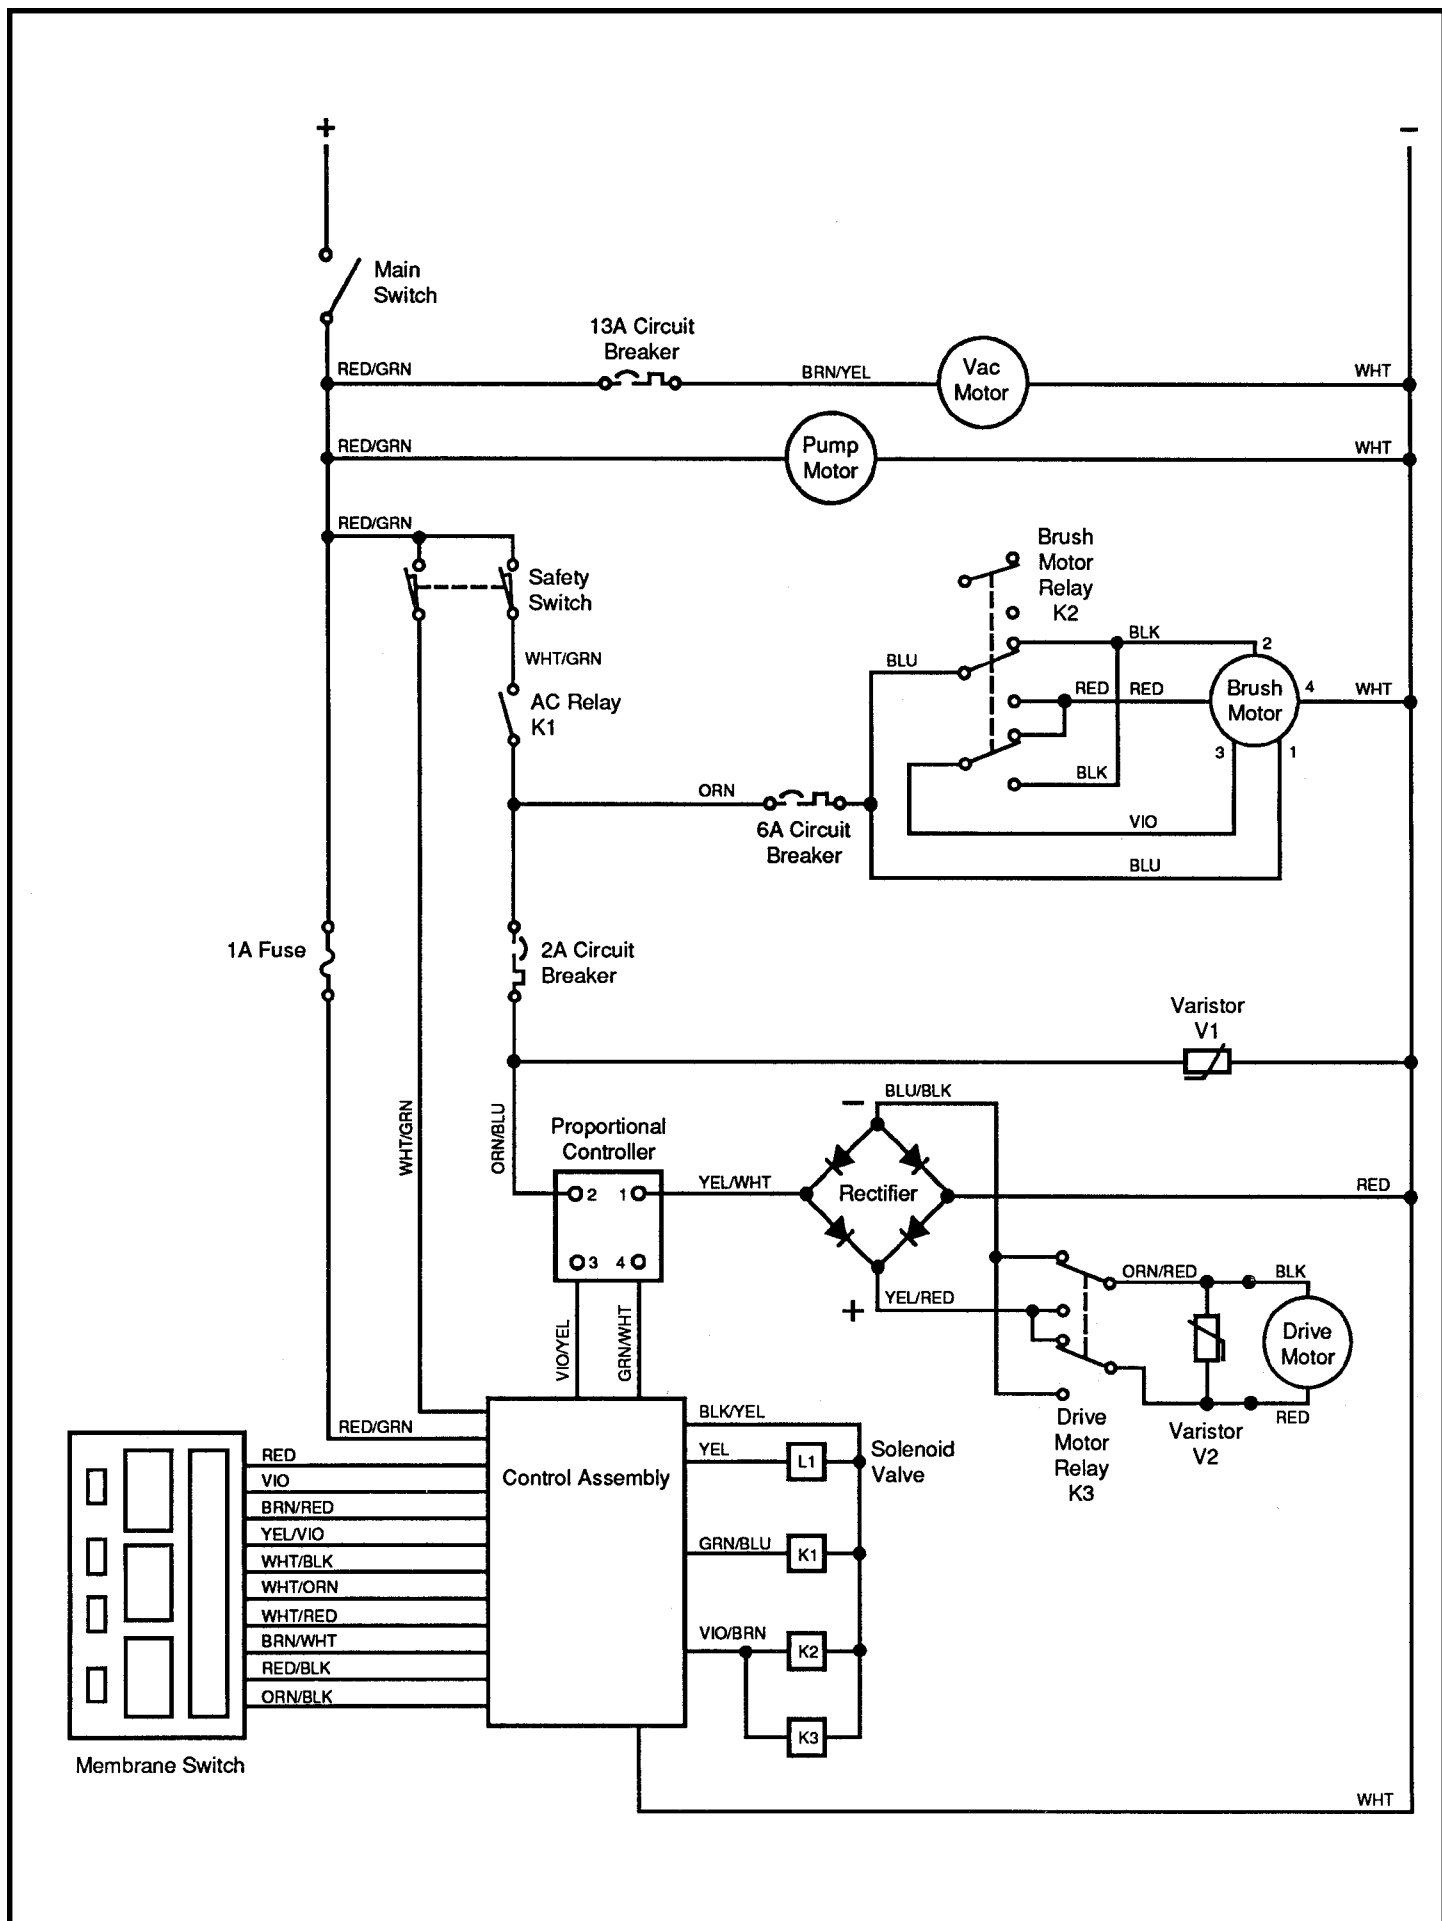 +
−
Main
Switch
13A Circuit
Breaker
RED/GRN
BRN/YEL
Vac
Motor
WHT
RED/GRN
Pump
Motor
WHT
RED/GRN
Safety
Switch
Brush
Motor
Relay
K2
WHT/GRN
AC Relay
K1
BLU
BLK
2
RED
RED
Brush
Motor
4
WHT
3
1
BLK
ORN
6A Circuit
Breaker
VIO
BLU
1A Fuse
2A Circuit
Breaker
Varistor
V1
WHT/GRN
ORN/BLU
Proportional
Controller
2
1
3
4
YEL/WHT
−
BLU/BLK
Rectifier
RED
+
YEL/RED
ORN/RED
BLK
Drive
Motor
RED
Varistor
V2
Drive
Motor
Relay
K3
VIO/YEL
GRN/WHT
RED/GRN
Control Assembly
BLK/YEL
YEL
L1
Solenoid
Valve
GRN/BLU
K1
VIO/BRN
K2
K3
RED
VIO
BRN/RED
YEL/VIO
WHT/BLK
WHT/ORN
WHT/RED
BRN/WHT
RED/BLK
ORN/BLK
Membrane Switch
WHT